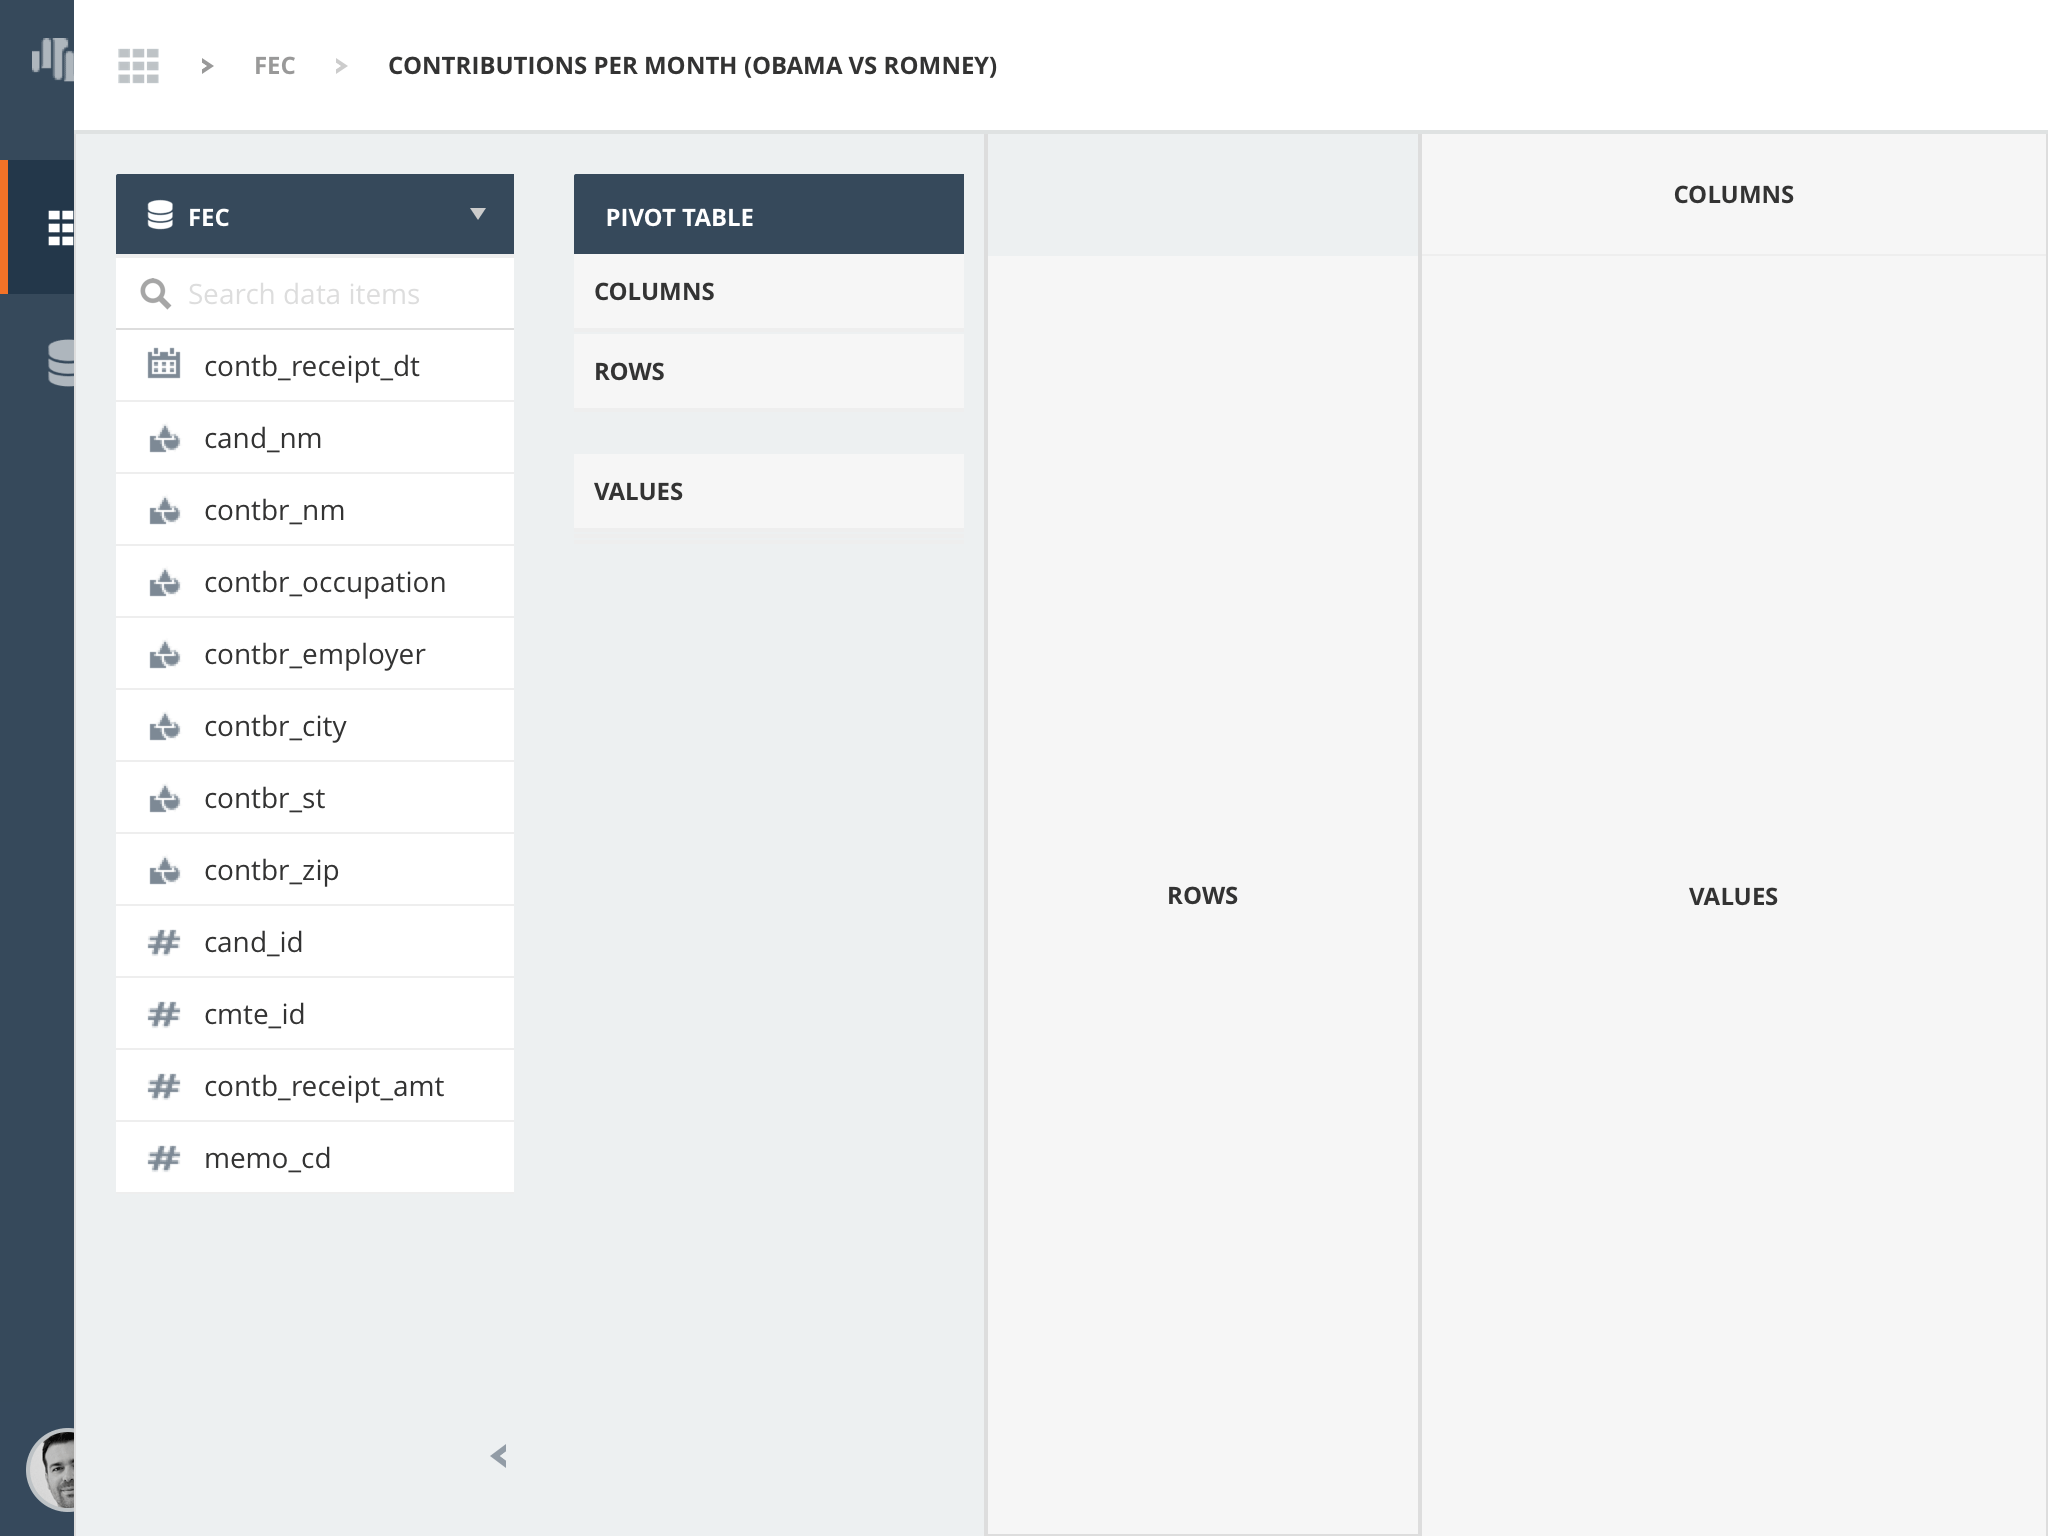 > FEC > CONTRIBUTIONS PER MONTH (OBAMA VS ROMNEY)
FEC
Search data items
contb_receipt_dt
cand_nm
contbr_nm
contbr_occupation
contbr_employer
contbr_city
contbr_st
contbr_zip
# cand_id
# cmte_id
# contb_receipt_amt
# memo_cd
PIVOT TABLE
COLUMNS
ROWS
VALUES
COLUMNS
ROWS
VALUES